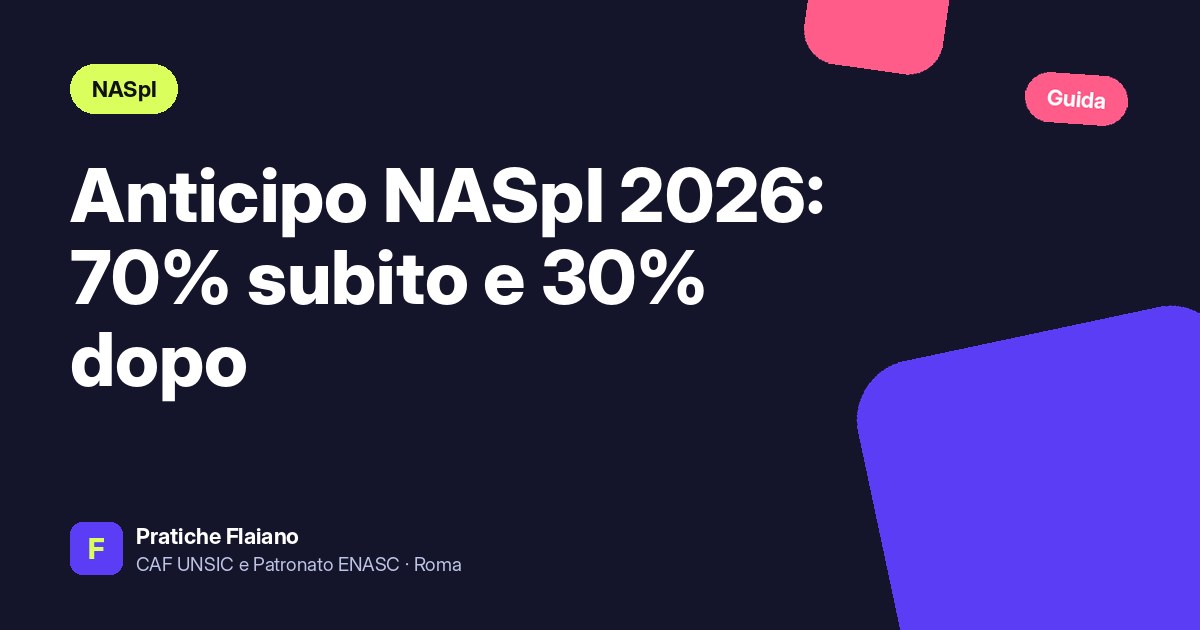 NASpI
Guida
Anticipo NASpI 2026:
70% subito e 30%
dopo
F
Pratiche Flaiano
CAF UNSIC e Patronato ENASC · Roma